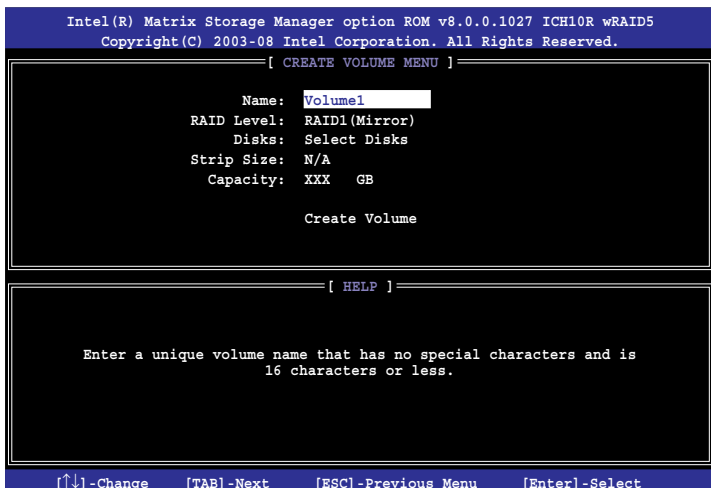 Intel(R) Matrix Storage Manager option ROM v8.0.0.1027 ICH10R wRAID5
Copyright(C) 2003-08 Intel Corporation. All Rights Reserved.
[ CREATE VOLUME MENU ]
Name: Volume1
RAID Level: RAID1(Mirror)
Disks: Select Disks
Strip Size: N/A
Capacity: XXX GB
Create Volume
[ HELP ]
Enter a unique volume name that has no special characters and is
16 characters or less.
[↑↓]-Change [TAB]-Next [ESC]-Previous Menu [Enter]-Select